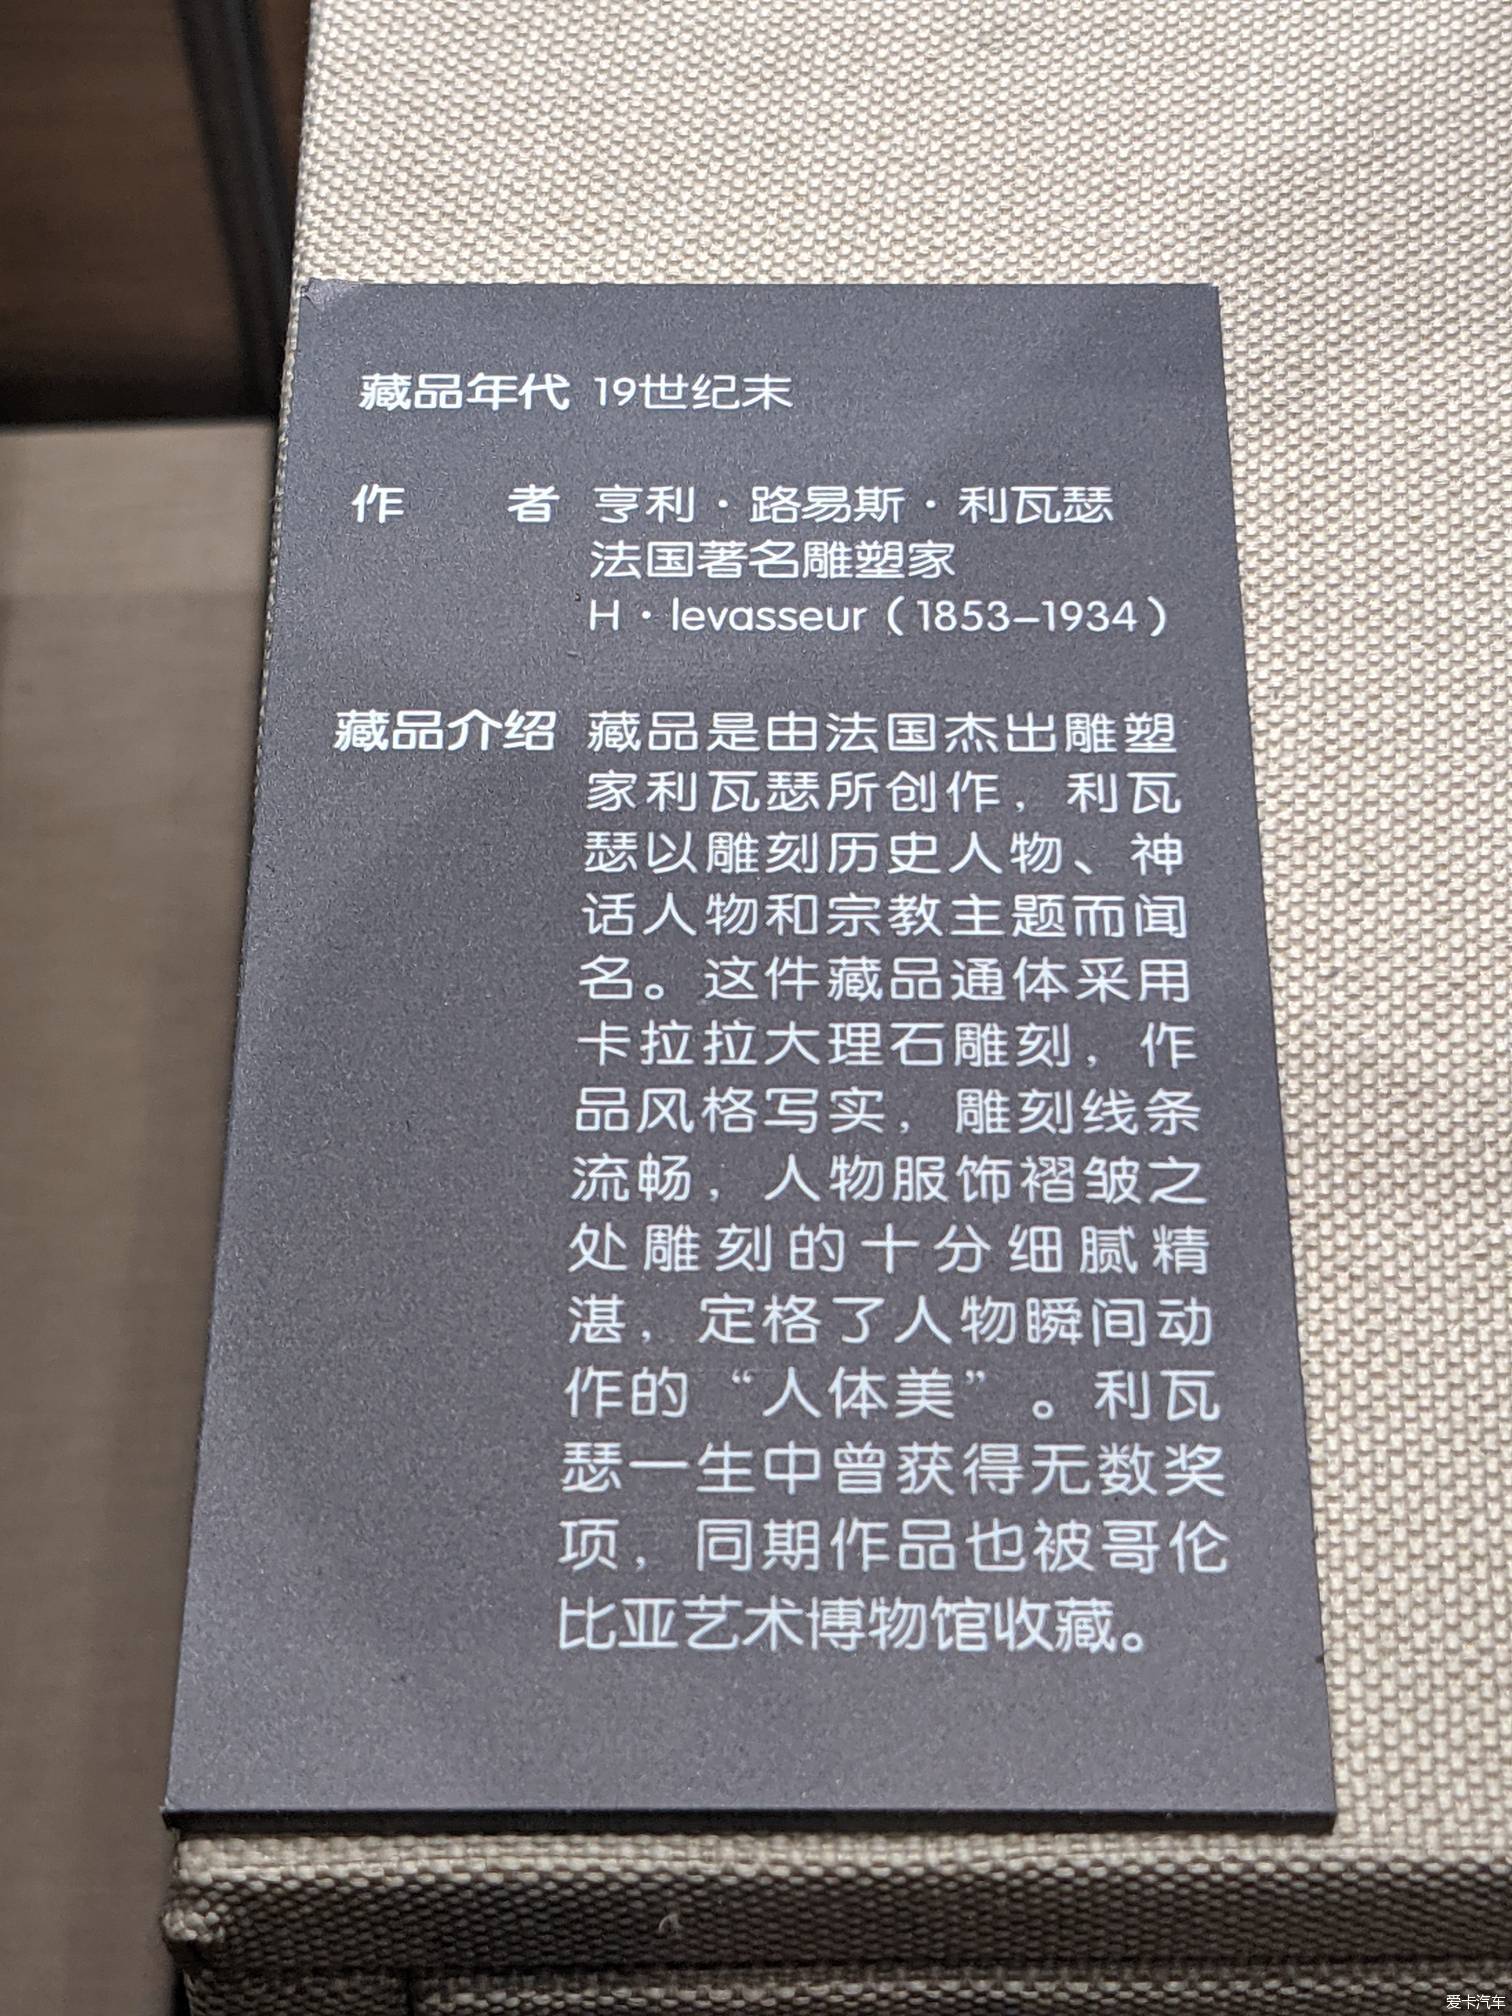 藏品年代 19世纪末
作 者 亨利·路易斯·利瓦瑟
法国著名雕塑家
H·levasseur（1853-1934）
藏品介绍 藏品是由法国杰出雕塑
家利瓦瑟所创作，利瓦
瑟以雕刻历史人物、神
话人物和宗教主题而闻
名。这件藏品通体采用
卡拉拉大理石雕刻，作
品风格写实，雕刻线条
流畅，人物服饰褶皱之
处雕刻的十分细腻精
湛，定格了人物瞬间动
作的“人体美”。利瓦
瑟一生中曾获得无数奖
项，同期作品也被哥伦
比亚艺术博物馆收藏。
爱卡汽车